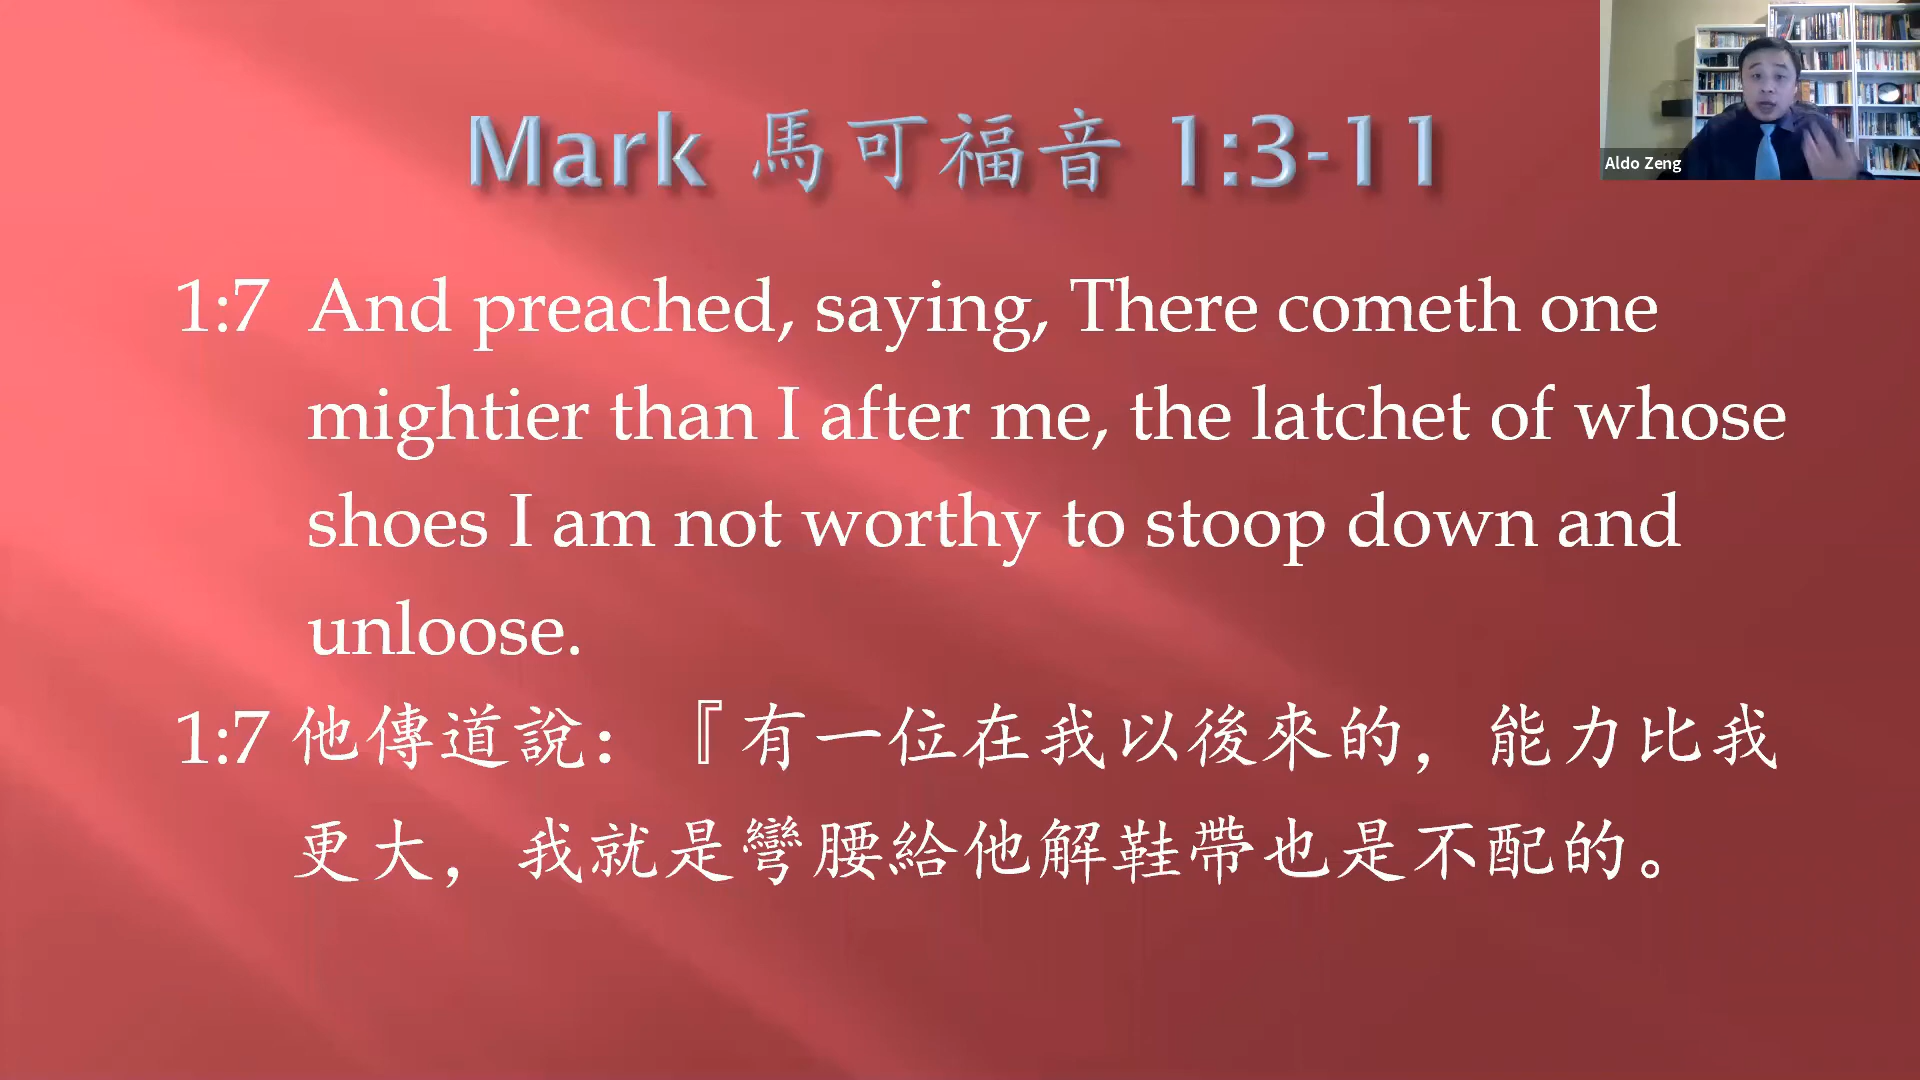 Mark 馬可福音 1:3-11
Aldo Zeng
1:7 And preached, saying, There cometh one
mightier than I after me, the latchet of whose
shoes I am not worthy to stoop down and
unloose.
1:7 他傳道說：『有一位在我以後來的，能力比我
更大，我就是彎腰給他解鞋帶也是不配的。